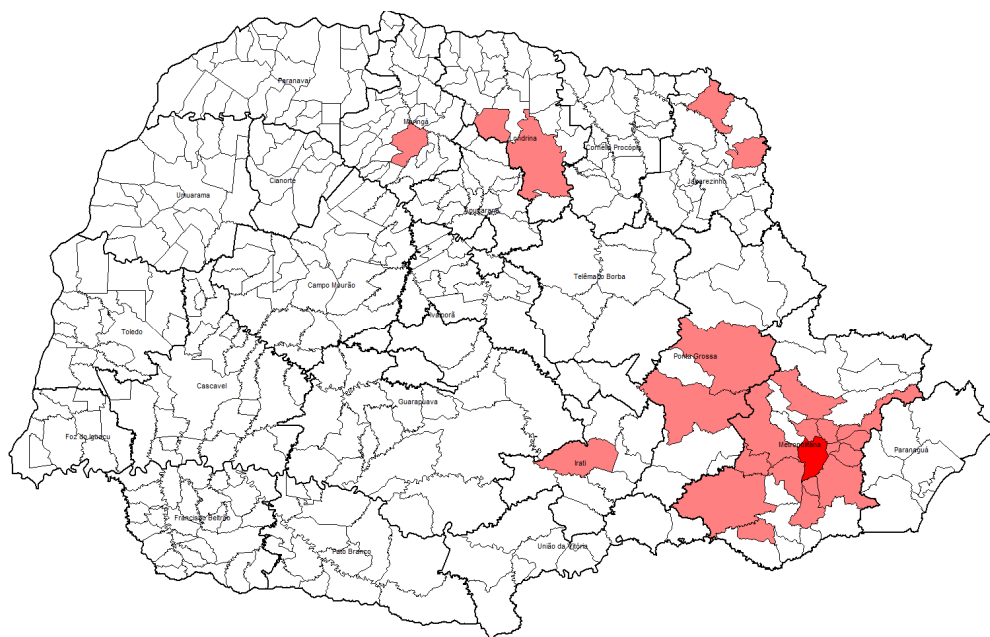 Paranavaí
Maringá
Londrina
Cornélio Procópio
Jacarezinho
Umuarama
Cianorte
Apucarana
Campo Mourão
Telêmaco Borba
Ivaiporã
Toledo
Ponta Grossa
Cascavel
Guarapuava
Foz do Iguaçu
Irati
Metropolitana
Paranaguá
Francisco Beltrão
Pato Branco
União da Vitória